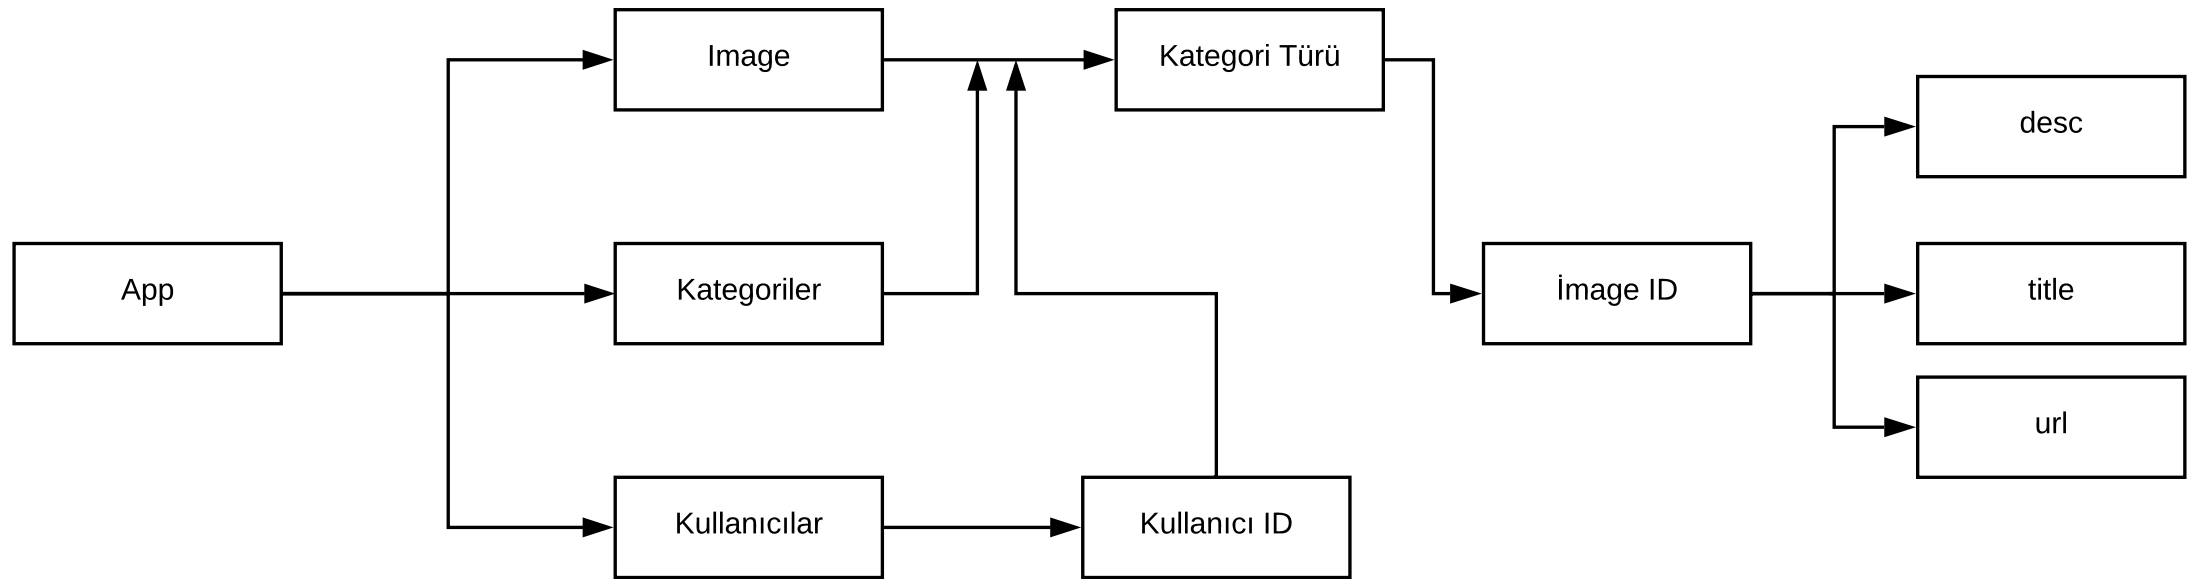 Image
Kategori Türü
desc
App
Kategoriler
İmage ID
title
url
Kullanıcılar
Kullanıcı ID